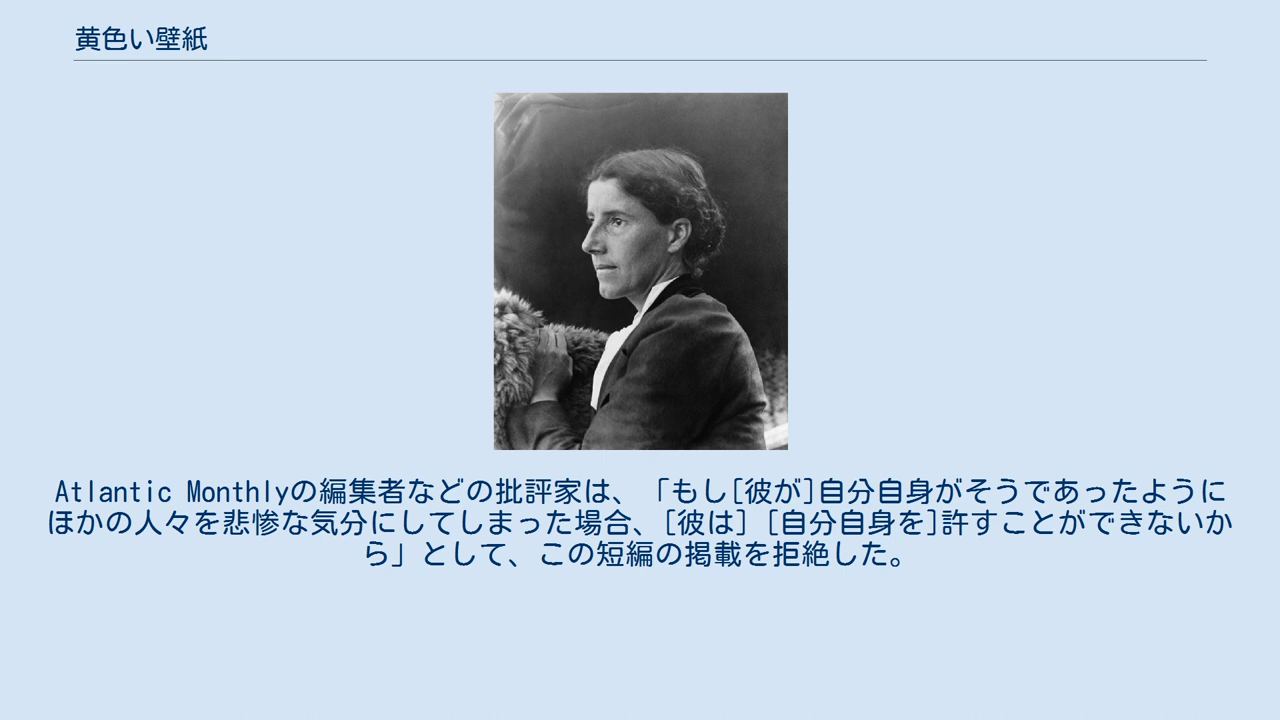 黄色い壁紙
Atlantic Monthlyの編集者などの批評家は、「もし[彼が]自分自身がそうであったように
ほかの人々を悲惨な気分にしてしまった場合、[彼は] [自分自身を]許すことができないか
ら」として、この短編の掲載を拒絶した。